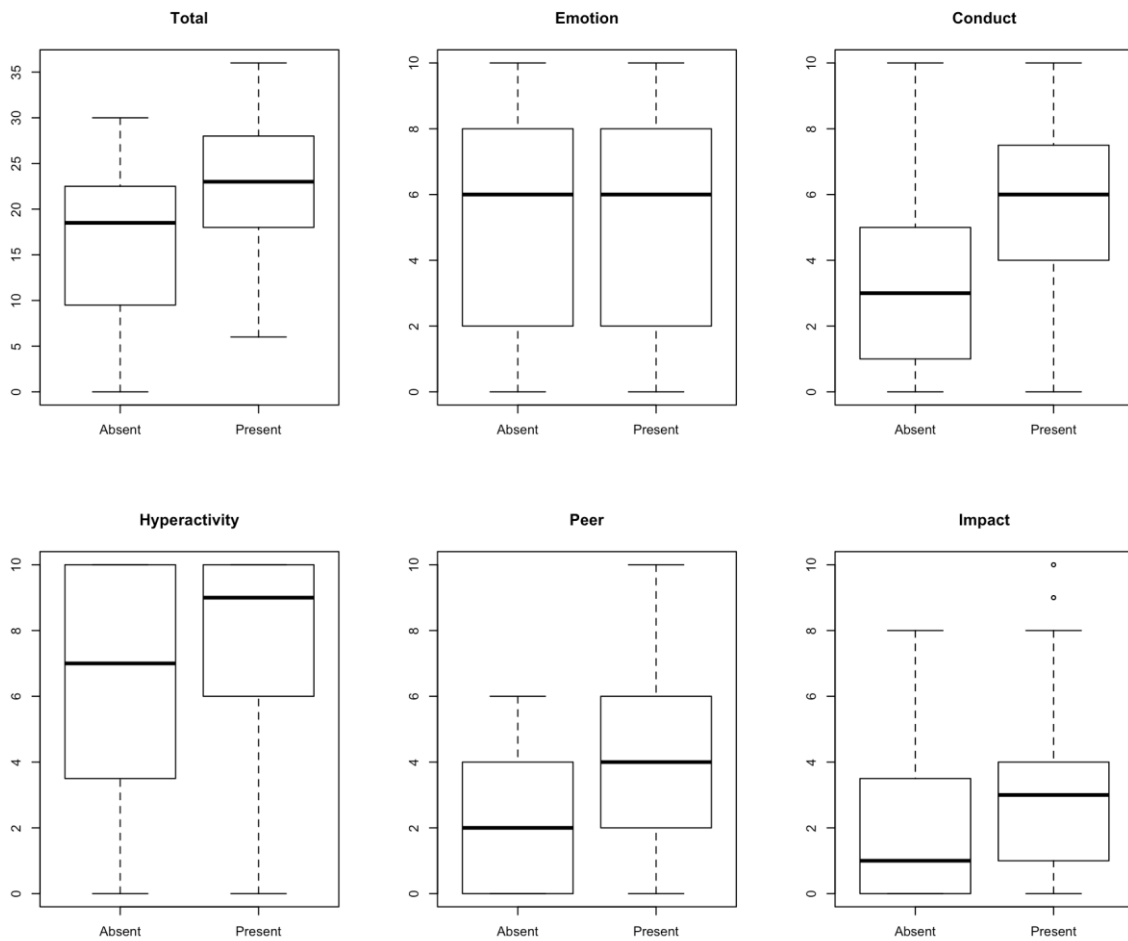 Total
Emotion
Conduct
35
30
25
20
15
10
5
0
10
8
6
4
2
0
10
8
6
4
2
0
Absent
Present
Absent
Present
Absent
Present
Hyperactivity
Peer
Impact
10
8
6
4
2
0
10
8
6
4
2
0
10
8
6
4
2
0
Absent
Present
Absent
Present
Absent
Present